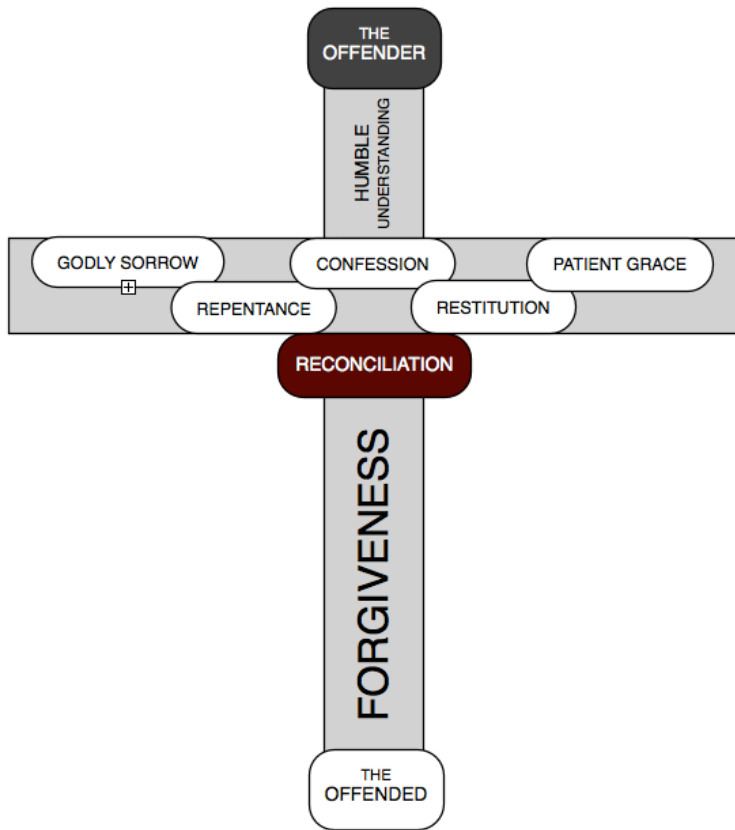 THE
OFFENDER
HUMBLE
UNDERSTANDING
GODLY SORROW
CONFESSION
PATIENT GRACE
REPENTANCE
RESTITUTION
RECONCILIATION
FORGIVENESS
THE
OFFENDED